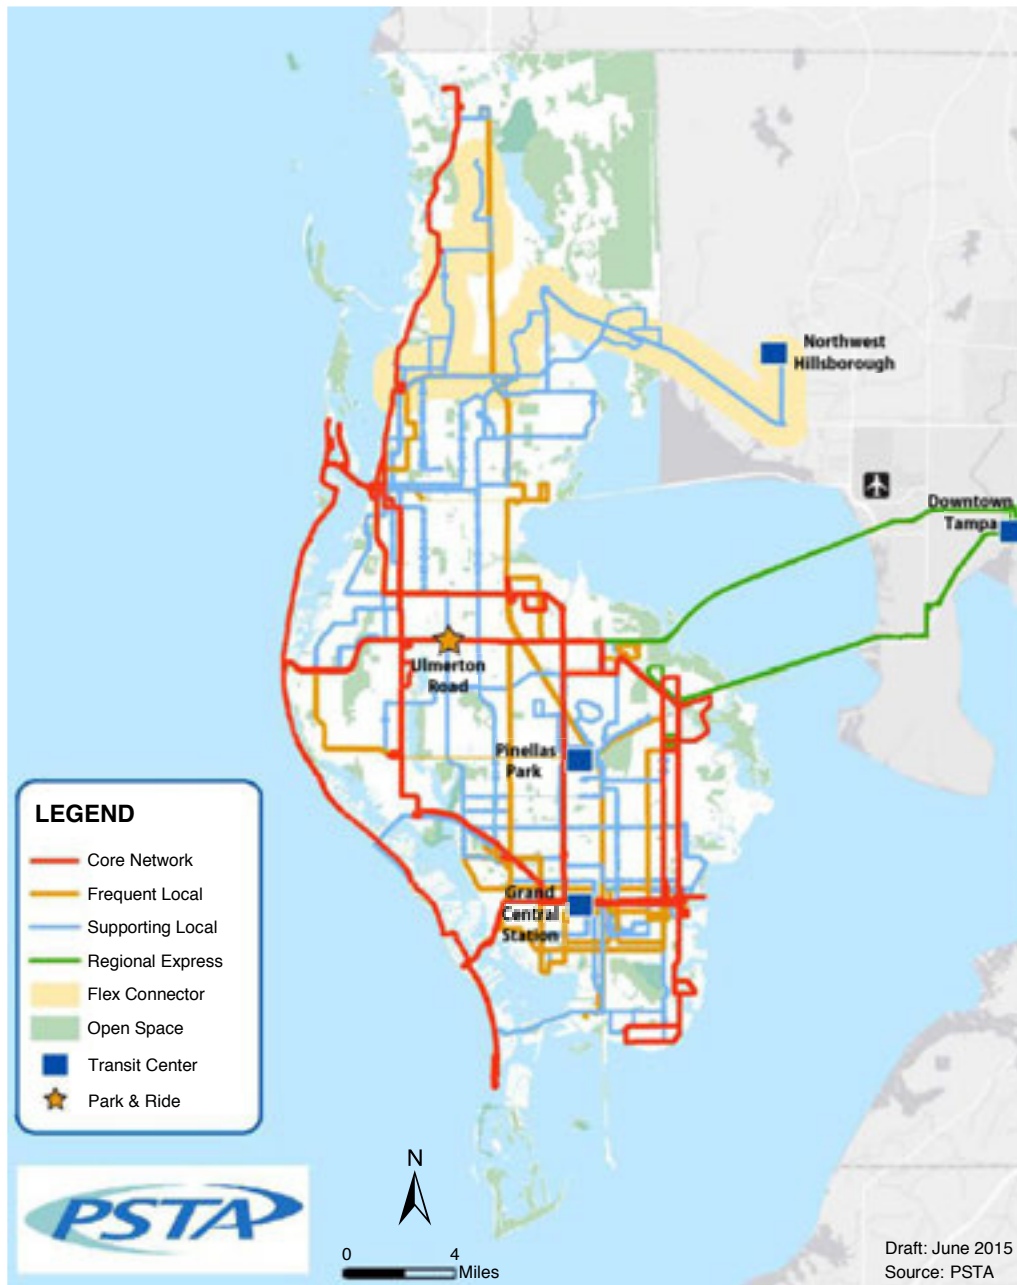 Northwest
Hillsborough
Downtown
Tampa
Ulmerton
Road
Pinellas
Park
Grand
Central
Station
LEGEND
Core Network
Frequent Local
Supporting Local
Regional Express
Flex Connector
Open Space
Transit Center
Park & Ride
PSTA
N
0 4
Miles
Draft: June 2015
Source: PSTA